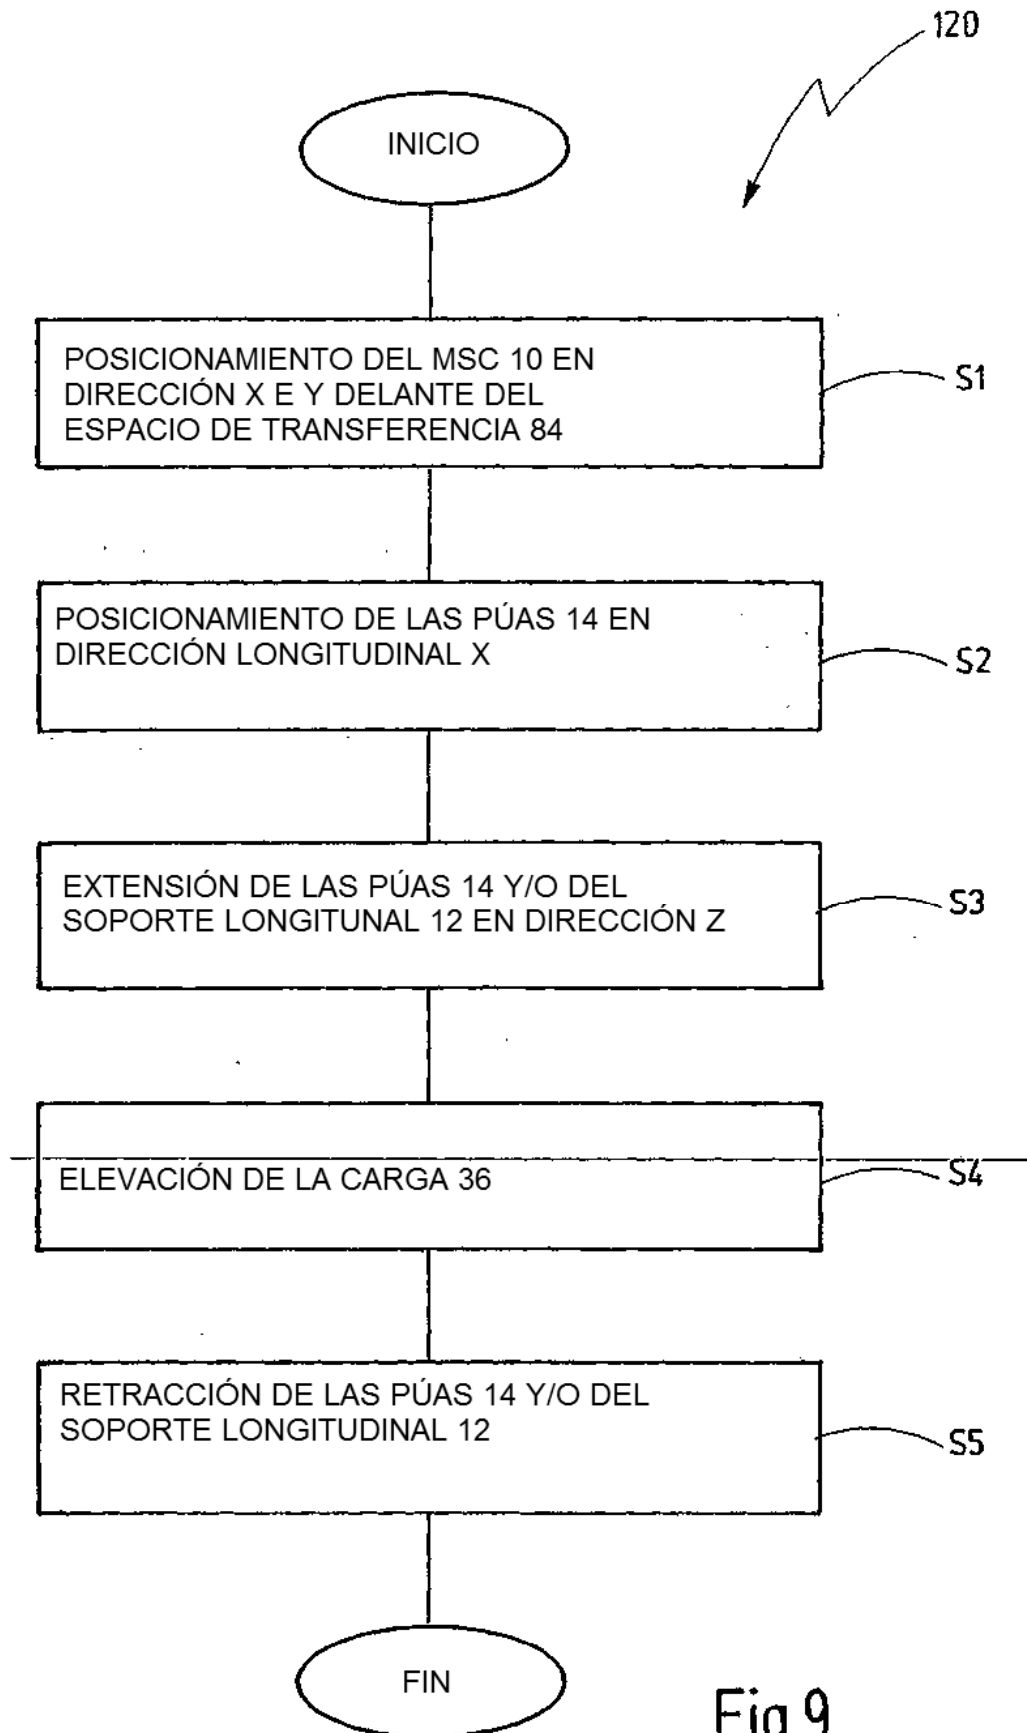 120
INICIO
POSICIONAMIENTO DEL MSC 10 EN
DIRECCIÓN X E Y DELANTE DEL
ESPACIO DE TRANSFERENCIA 84
S1
POSICIONAMIENTO DE LAS PÚAS 14 EN
DIRECCIÓN LONGITUDINAL X
S2
EXTENSIÓN DE LAS PÚAS 14 Y/O DEL
SOPORTE LONGITUNAL 12 EN DIRECCIÓN Z
S3
ELEVACIÓN DE LA CARGA 36
S4
RETRACCIÓN DE LAS PÚAS 14 Y/O DEL
SOPORTE LONGITUDINAL 12
S5
FIN
Fig 9